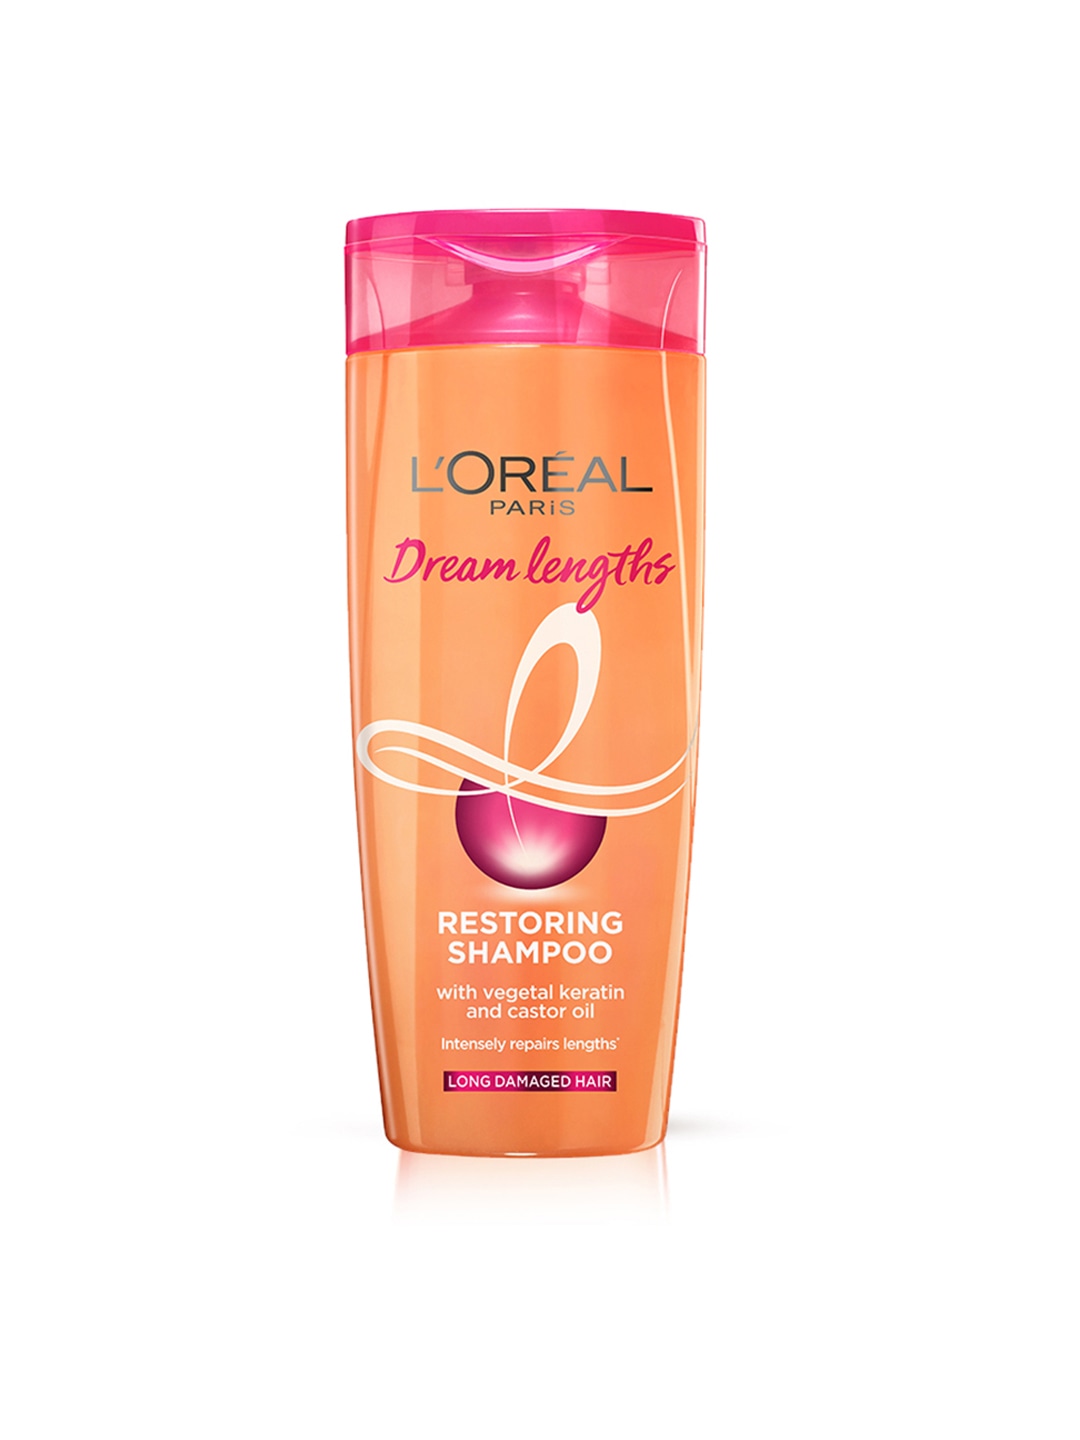 L'ORÉAL
PARiS
Dream lengths
RESTORING
SHAMPOO
with vegetal keratin
and castor oil
Intensely repairs lengths*
LONG DAMAGED HAIR